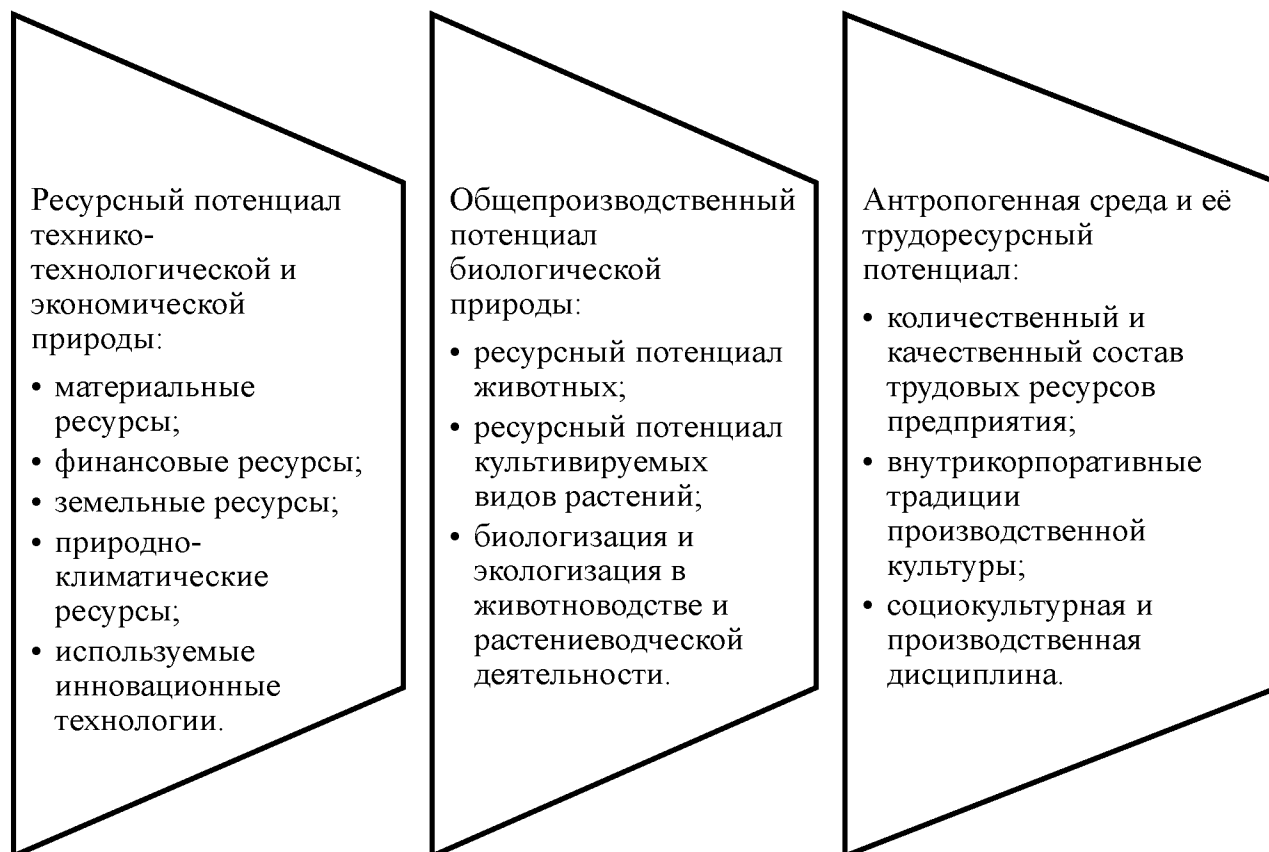 Ресурсный потенциал
технико-
технологической и
экономической
природы:
• материальные
ресурсы;
• финансовые ресурсы;
• земельные ресурсы;
• природно-
климатические
ресурсы;
• используемые
инновационные
технологии.
Общепроизводственный
потенциал
биологической
природы:
• ресурсный потенциал
животных;
• ресурсный потенциал
культивируемых
видов растений;
• биологизация и
экологизация в
животноводстве и
растениеводческой
деятельности.
Антропогенная среда и её
трудоресурсный
потенциал:
• количественный и
качественный состав
трудовых ресурсов
предприятия;
• внутрикорпоративные
традиции
производственной
культуры;
• социокультурная и
производственная
дисциплина.